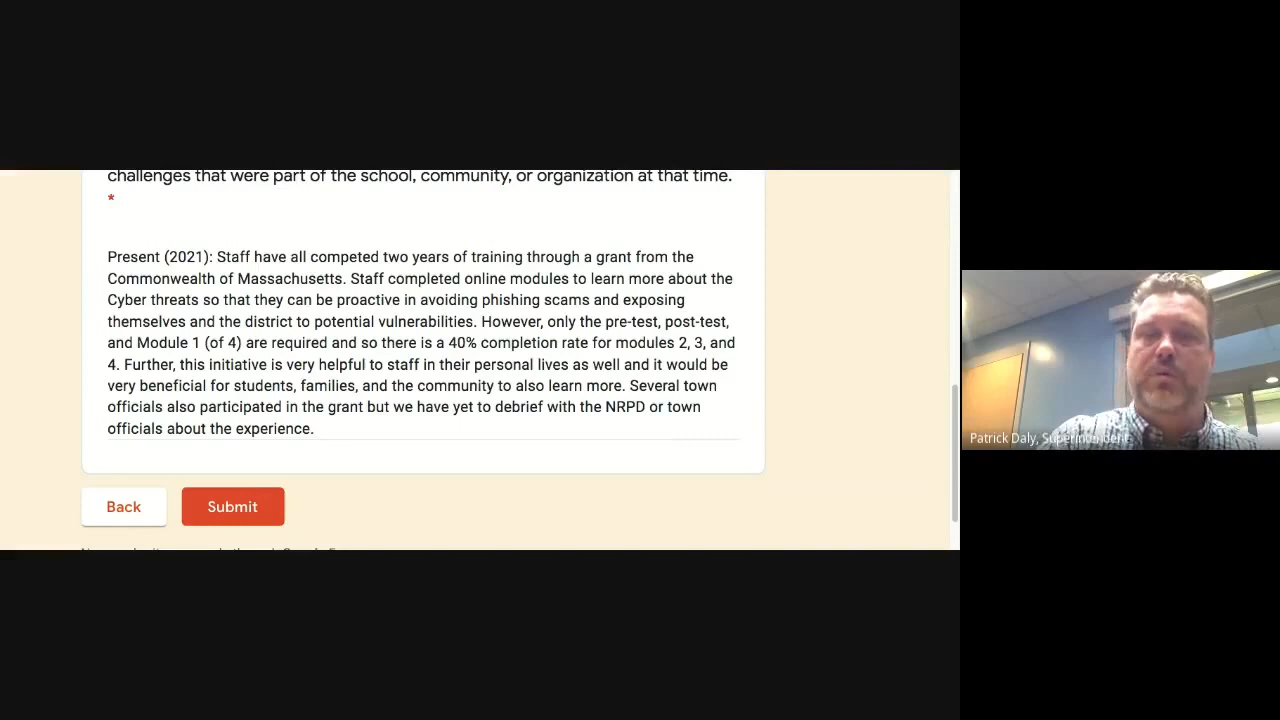 challenges that were part of the school, community, or organization at that time.
*
Present (2021): Staff have all competed two years of training through a grant from the
Commonwealth of Massachusetts. Staff completed online modules to learn more about the
Cyber threats so that they can be proactive in avoiding phishing scams and exposing
themselves and the district to potential vulnerabilities. However, only the pre-test, post-test,
and Module 1 (of 4) are required and so there is a 40% completion rate for modules 2, 3, and
4. Further, this initiative is very helpful to staff in their personal lives as well and it would be
very beneficial for students, families, and the community to also learn more. Several town
officials also participated in the grant but we have yet to debrief with the NRPD or town
officials about the experience.
Back
Submit
Patrick Daly, Superintendent